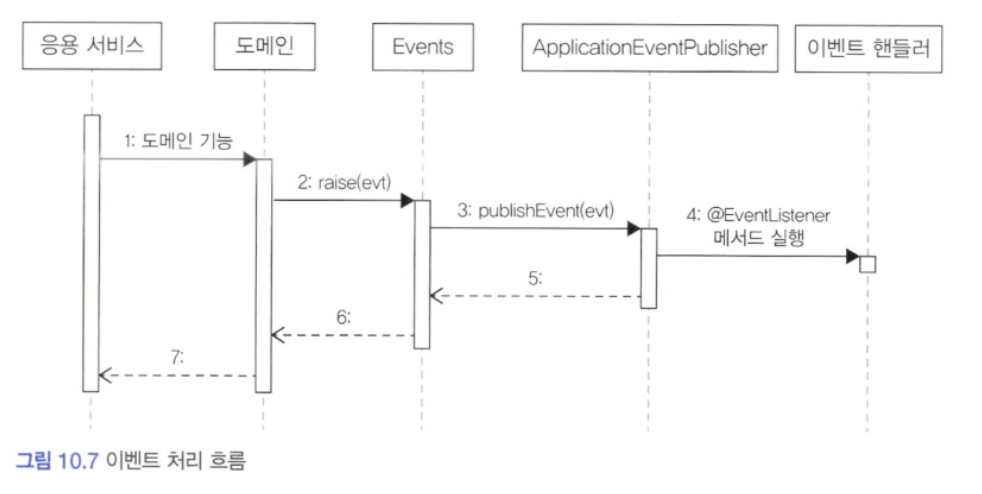 응용 서비스
도메인
Events
ApplicationEventPublisher
이벤트 핸들러
1: 도메인 기능
2: raise(evt)
3: publishEvent(evt)
4: @EventListener
메서드 실행
5:
6:
7:
그림 10.7 이벤트 처리 흐름